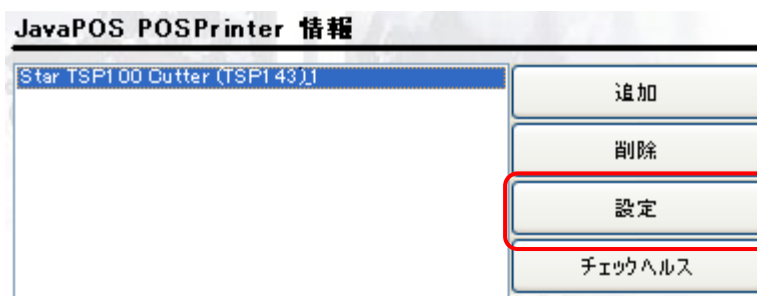 JavaPOS POSPrinter 情報
Star TSP100 Cutter (TSP143)_1
追加
削除
設定
チェックヘルス